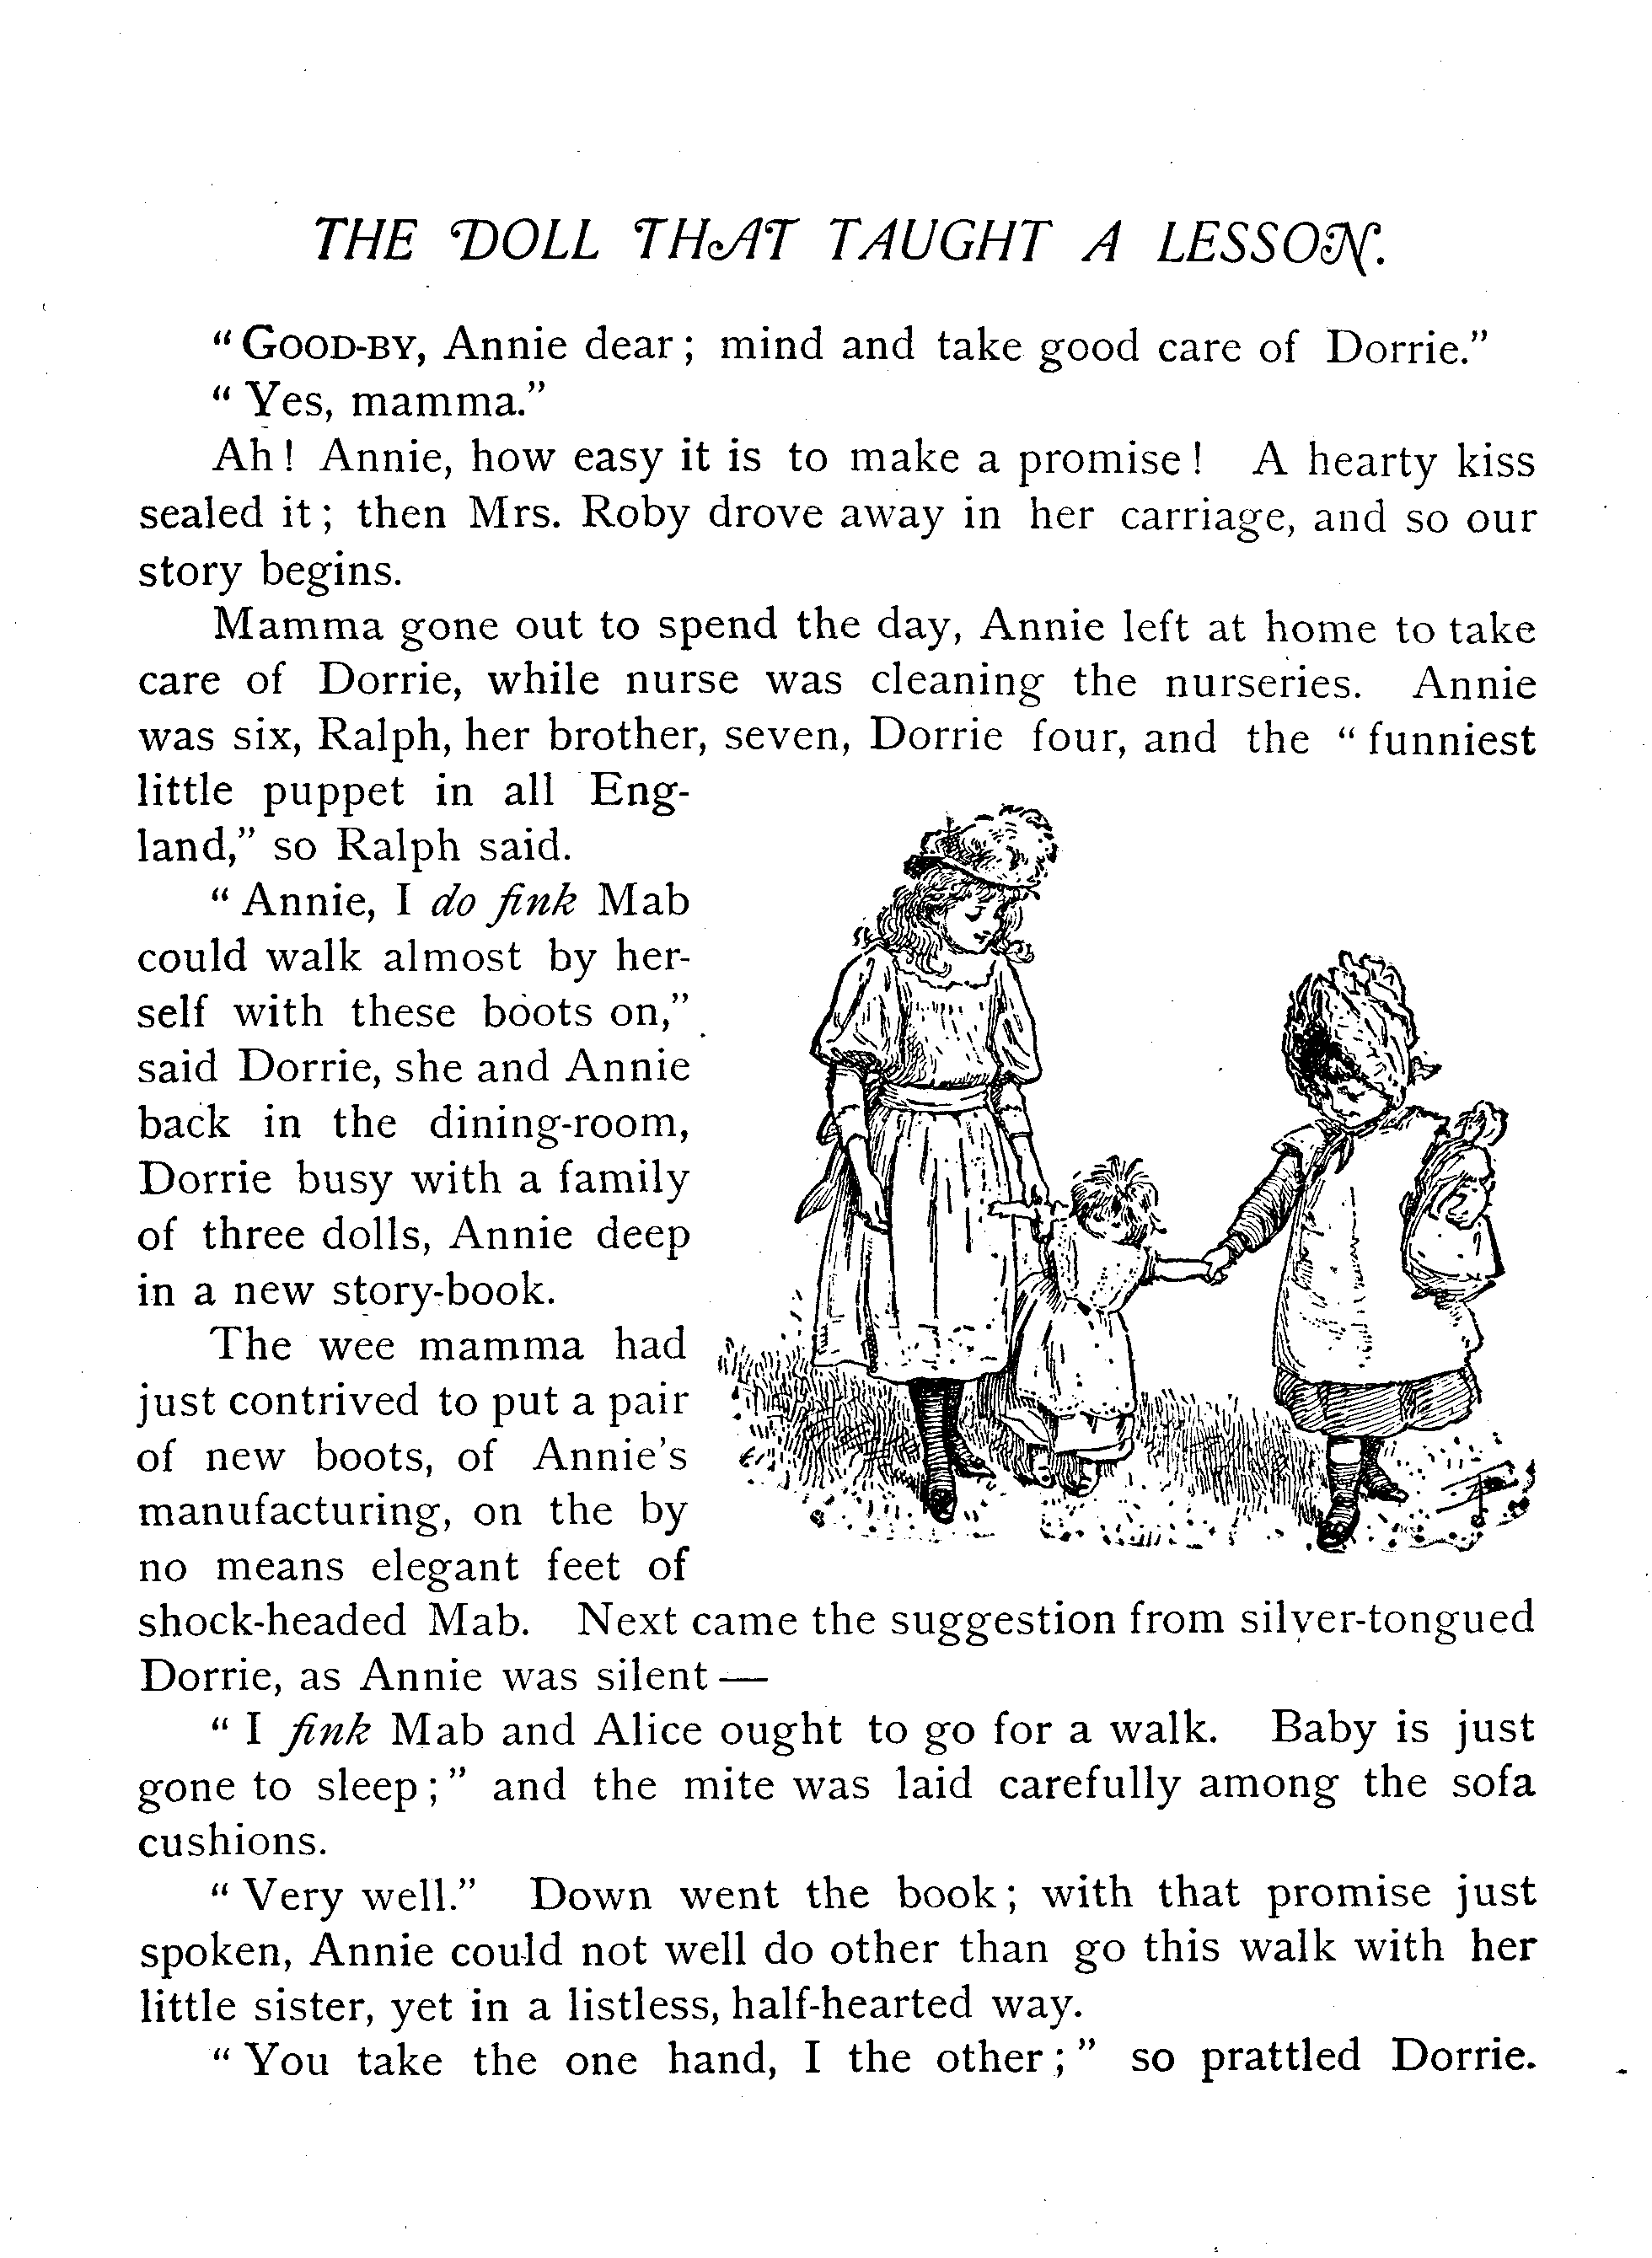 THE DOLL THAT TAUGHT A LESSON.
“GOOD-BY, Annie dear; mind and take good care of Dorrie.”
“Yes, mamma.”
Ah! Annie, how easy it is to make a promise! A hearty kiss
sealed it; then Mrs. Roby drove away in her carriage, and so our
story begins.
Mamma gone out to spend the day, Annie left at home to take
care of Dorrie, while nurse was cleaning the nurseries. Annie
was six, Ralph, her brother, seven, Dorrie four, and the “funniest
little puppet in all Eng-
land,” so Ralph said.
“Annie, I do fink Mab
could walk almost by her-
self with these boots on,”
said Dorrie, she and Annie
back in the dining-room,
Dorrie busy with a family
of three dolls, Annie deep
in a new story-book.
The wee mamma had
just contrived to put a pair
of new boots, of Annie’s
manufacturing, on the by
no means elegant feet of
shock-headed Mab. Next came the suggestion from silver-tongued
Dorrie, as Annie was silent —
“I fink Mab and Alice ought to go for a walk. Baby is just
gone to sleep;” and the mite was laid carefully among the sofa
cushions.
“Very well.” Down went the book; with that promise just
spoken, Annie could not well do other than go this walk with her
little sister, yet in a listless, half-hearted way.
“You take the one hand, I the other;” so prattled Dorrie.